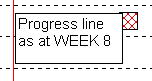 Progress line
as at WEEK 8